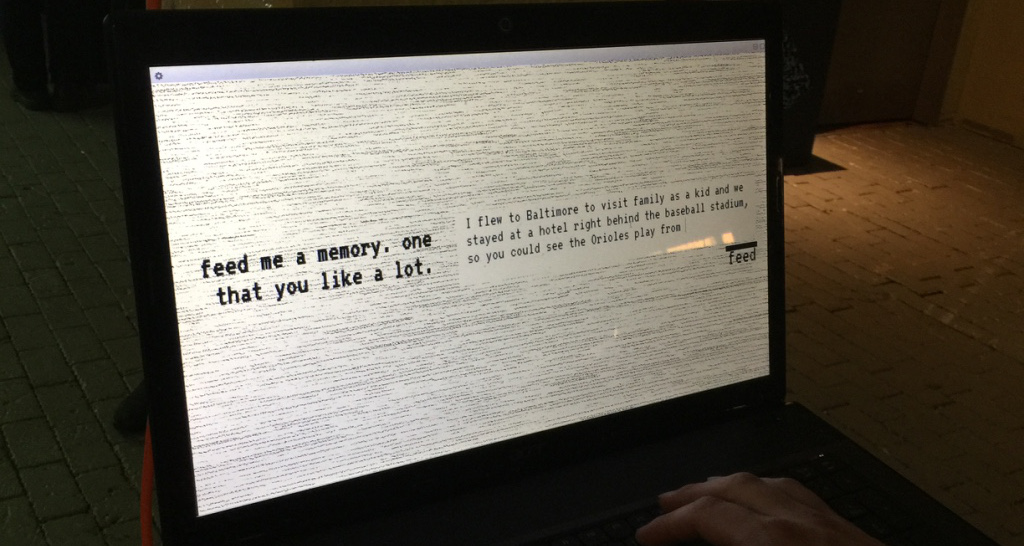 feed me a memory. one
that you like a lot.
I flew to Baltimore to visit family as a kid and we
stayed at a hotel right behind the baseball stadium,
so you could see the Orioles play from
feed